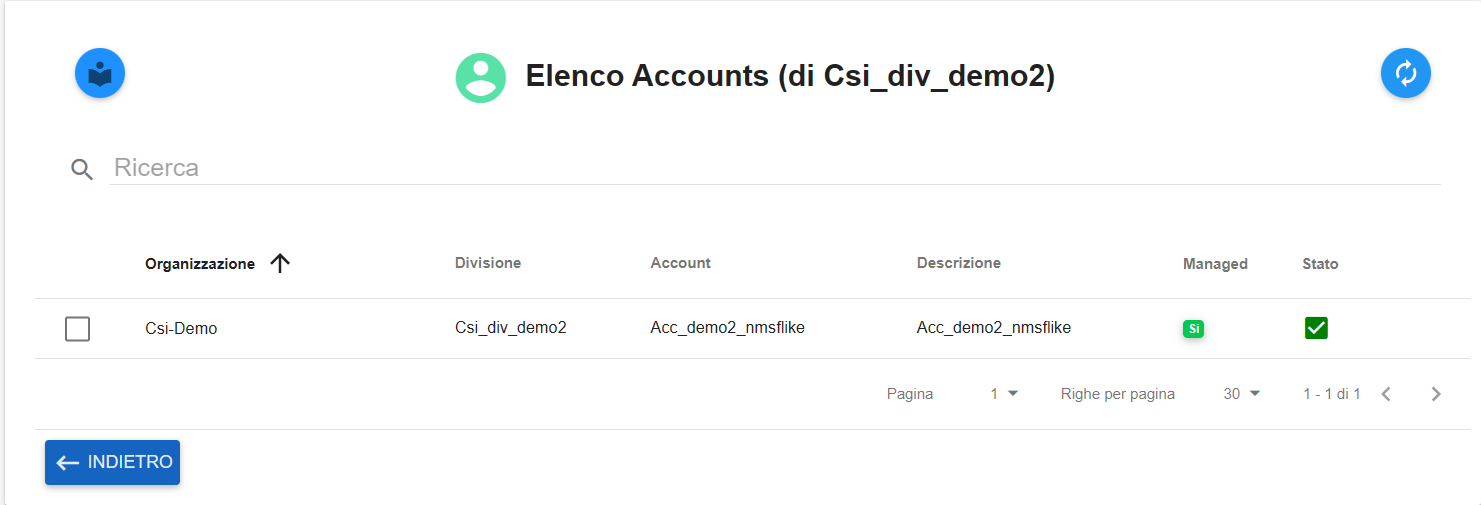 Elenco Accounts (di Csi_div_demo2)
Ricerca
Organizzazione Divisione Account Descrizione Managed Stato
Csi-Demo Csi_div_demo2 Acc_demo2_nmsflike Acc_demo2_nmsflike Si
Pagina 1 Righe per pagina 30 1 - 1 di 1
INDIETRO